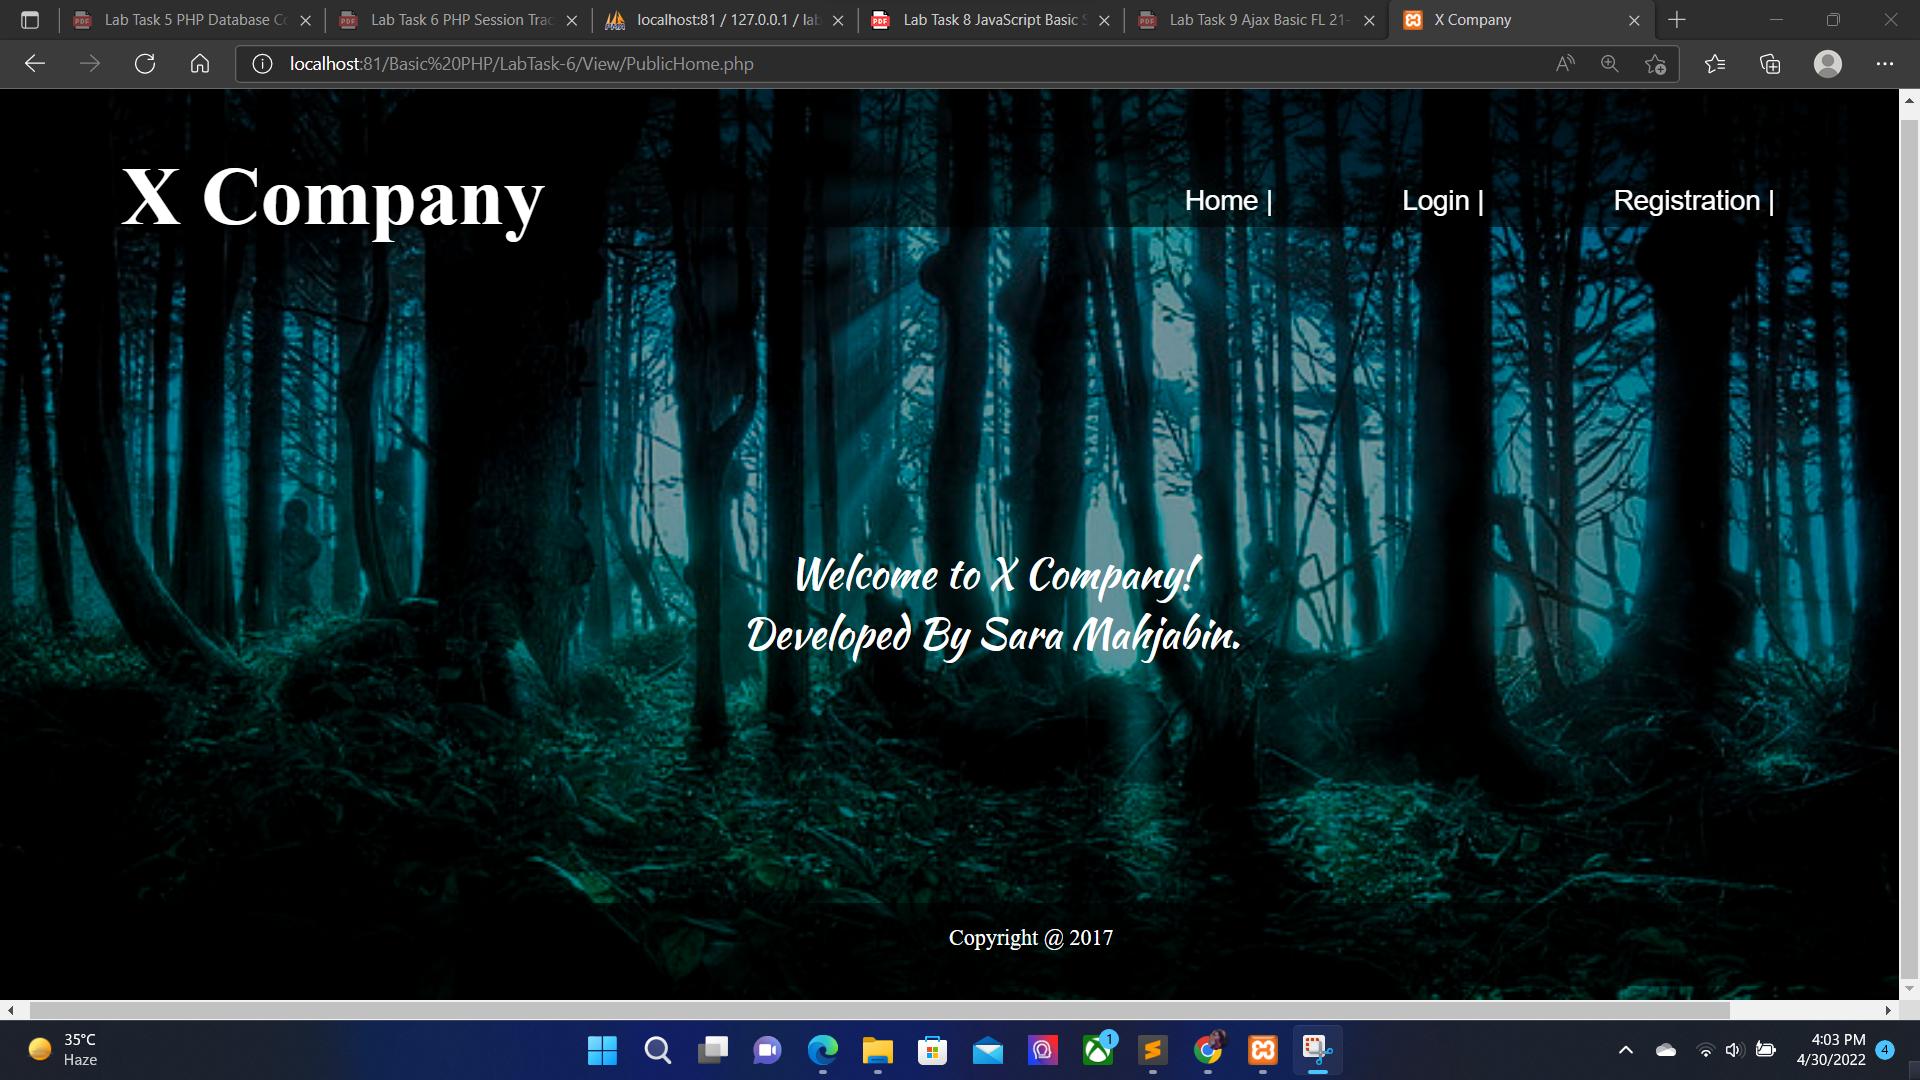 Lab Task 5 PHP Database Co
Lab Task 6 PHP Session Trac
localhost:81 / 127.0.0.1 / lab
Lab Task 8 JavaScript Basic S
Lab Task 9 Ajax Basic FL 21-
X Company
localhost:81/Basic%20PHP/LabTask-6/View/PublicHome.php
X Company
Home |
Login |
Registration |
Welcome to X Company!
Developed By Sara Mahjabin.
Copyright @ 2017
35°C
Haze
1
4:03 PM
4/30/2022
4